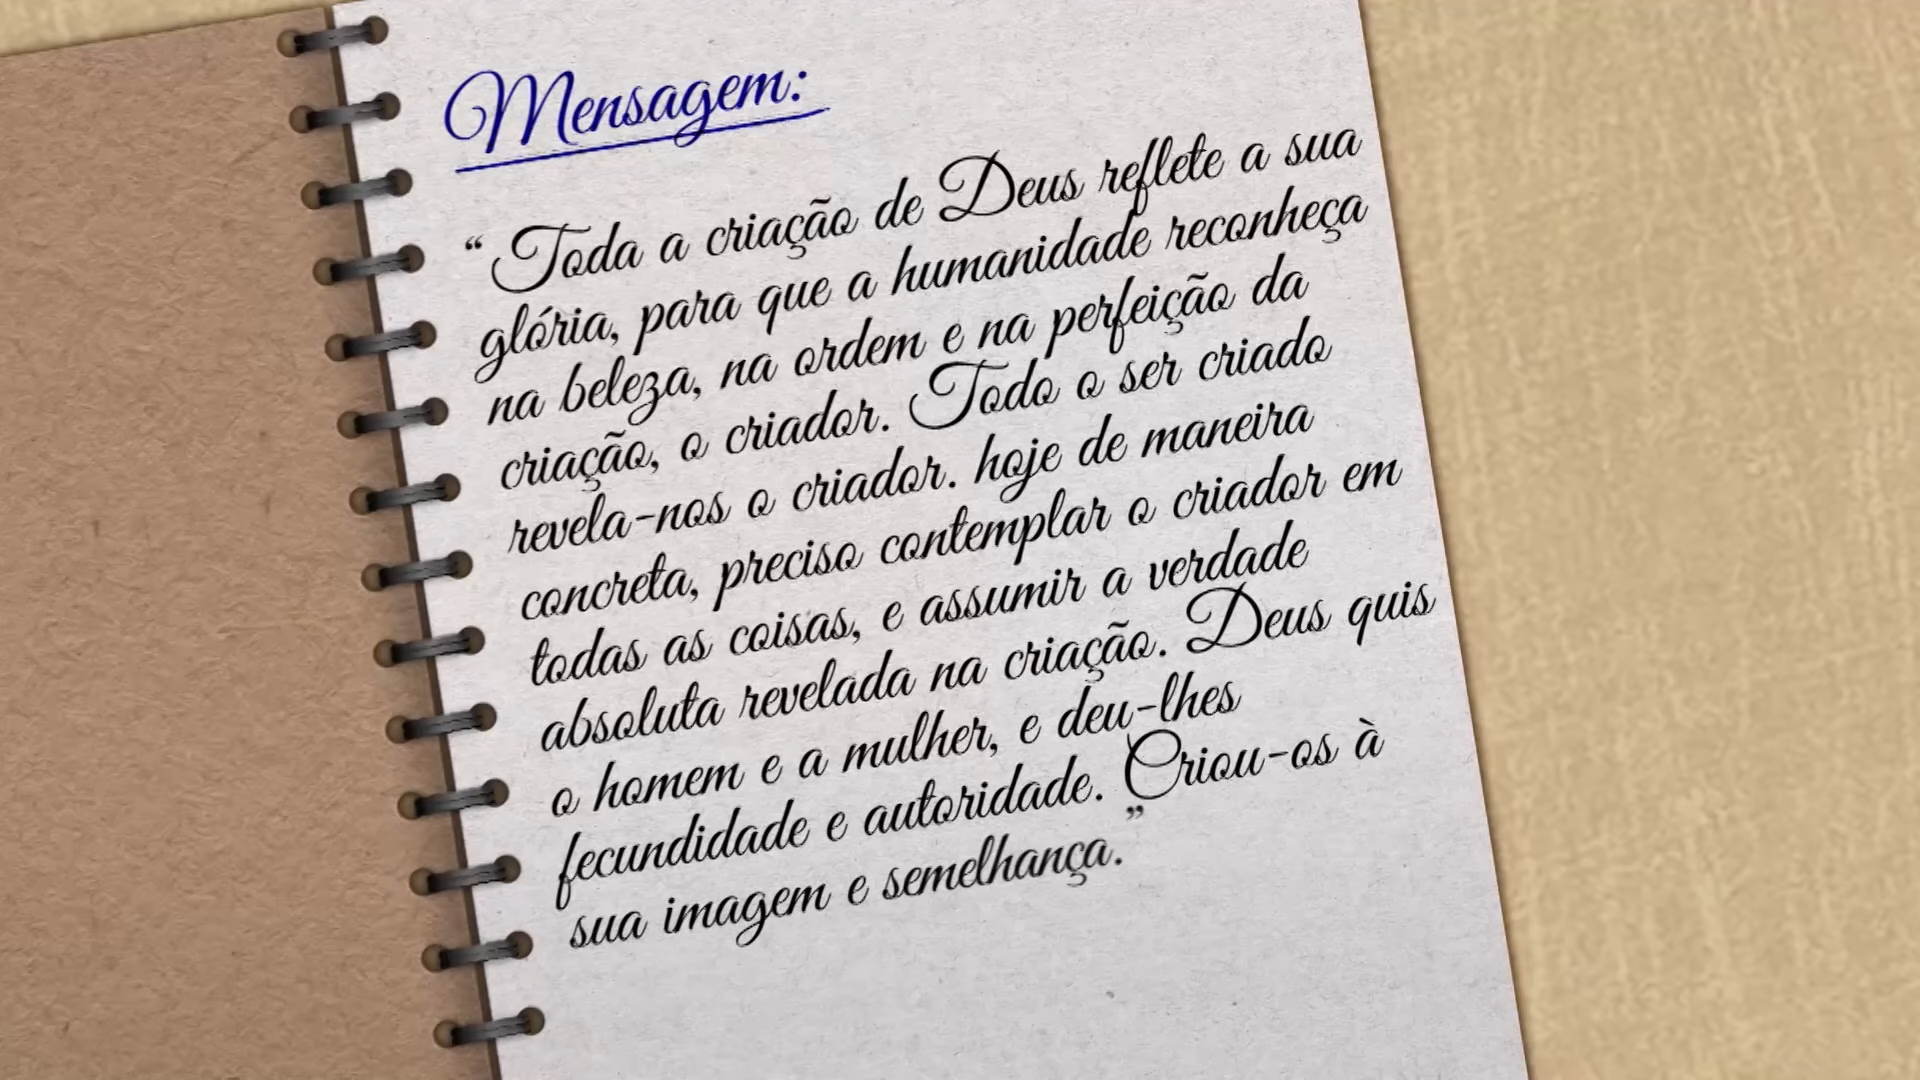 Mensagem:
“ Toda a criação de Deus reflete a sua
glória, para que a humanidade reconheça
na beleza, na ordem e na perfeição da
criação, o criador. Todo o ser criado
revela-nos o criador. hoje de maneira
concreta, preciso contemplar o criador em
todas as coisas, e assumir a verdade
absoluta revelada na criação. Deus quis
o homem e a mulher, e deu-lhes
fecundidade e autoridade. Criou-os à
sua imagem e semelhança.”